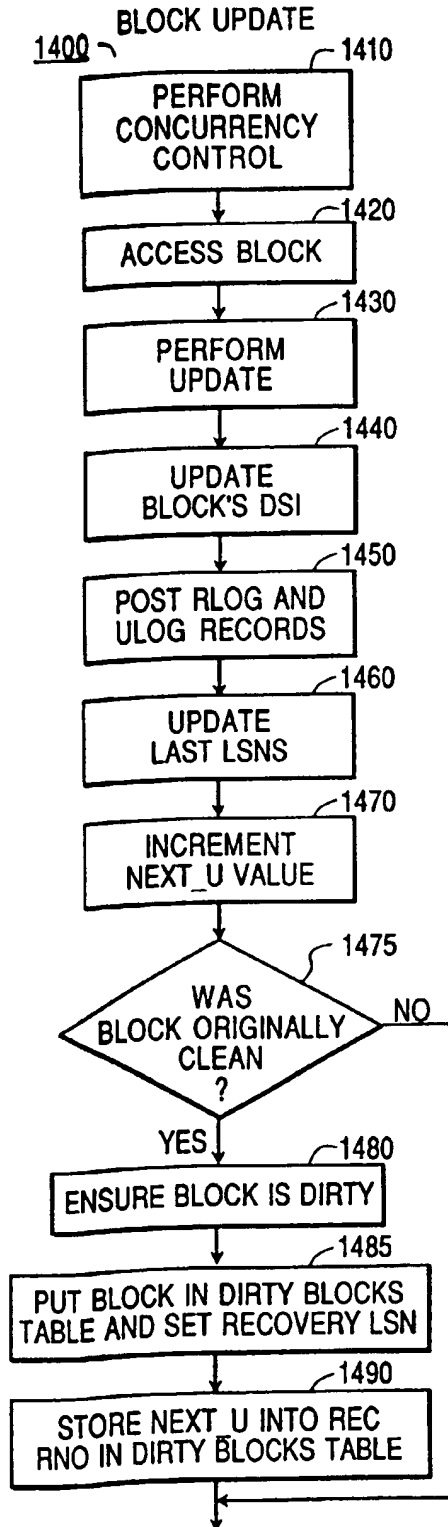 BLOCK UPDATE
1400
1410
PERFORM
CONCURRENCY
CONTROL
1420
ACCESS BLOCK
1430
PERFORM
UPDATE
1440
UPDATE
BLOCK'S DSI
1450
POST RLOG AND
ULOG RECORDS
1460
UPDATE
LAST LSNS
1470
INCREMENT
NEXT_U VALUE
1475
WAS
BLOCK ORIGINALLY
CLEAN
?
NO
YES
1480
ENSURE BLOCK IS DIRTY
1485
PUT BLOCK IN DIRTY BLOCKS
TABLE AND SET RECOVERY LSN
1490
STORE NEXT_U INTO REC
RNO IN DIRTY BLOCKS TABLE